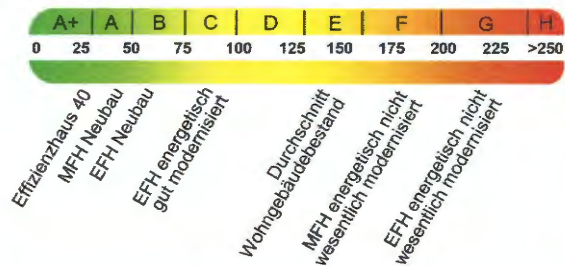 A+ A B C D E F G H
0 25 50 75 100 125 150 175 200 225 >250
Effizienzhaus 40
MFH Neubau
EFH Neubau
EFH energetisch
gut modernisiert
Durchschnitt
Wohngebäudebestand
MFH energetisch nicht
wesentlich modernisiert
EFH energetisch nicht
wesentlich modernisiert